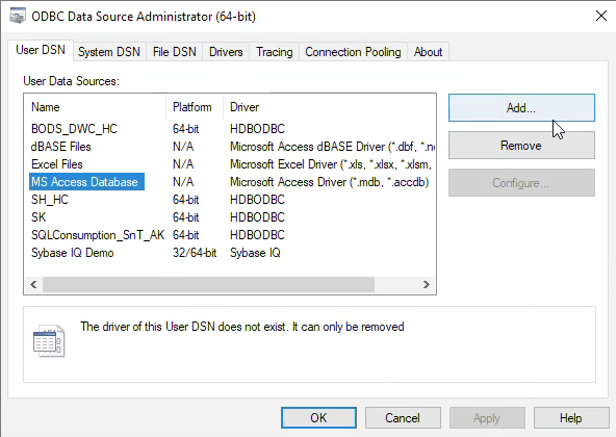 ODBC Data Source Administrator (64-bit)
User DSN System DSN File DSN Drivers Tracing Connection Pooling About
User Data Sources:
Name Platform Driver
BODS_DWC_HC 64-bit HDBODBC
dBASE Files N/A Microsoft Access dBASE Driver (*.dbf, *.n
Excel Files N/A Microsoft Excel Driver (*.xls, *.xlsx, *.xlsm,
MS Access Database N/A Microsoft Access Driver (*.mdb, *.accdb)
SH_HC 64-bit HDBODBC
SK 64-bit HDBODBC
SQLConsumption_SnT_AK 64-bit HDBODBC
Sybase IQ Demo 32/64-bit Sybase IQ
Add...
Remove
Configure...
The driver of this User DSN does not exist. It can only be removed
OK Cancel Apply Help